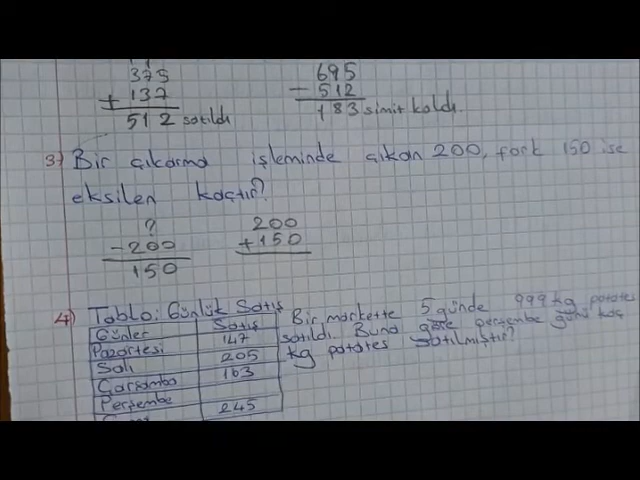 375
+ 137
512 satıldı
695
- 512
183 simit kaldı.
3) Bir çıkarma işleminde çıkan 200, fark 150 ise
eksilen kaçtır?
?
- 200
150
200
+ 150
4) Tablo: Günlük Satış
Günler Satış
Pazartesi 147
Salı 205
Çarşamba 163
Perşembe
245
Bir markette 5 günde 999 kg patates
satıldı. Buna göre perşembe günü kaç
kg patates satılmıştır?